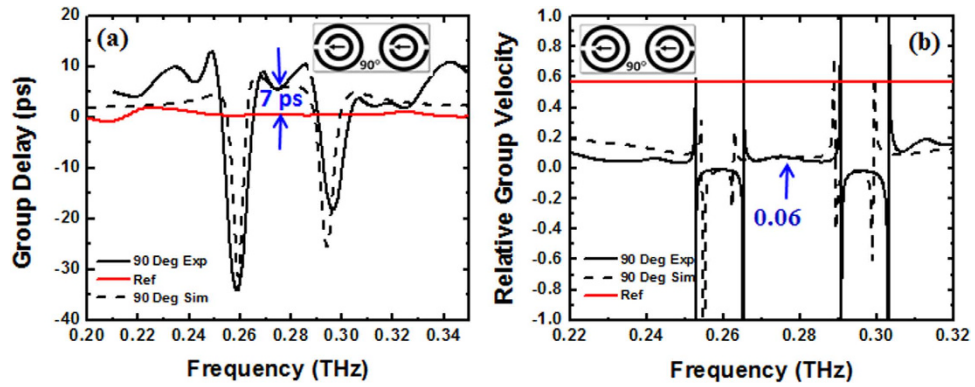 (a)
90°
7 ps
20
10
0
-10
-20
-30
-40
Group Delay (ps)
90 Deg Exp
Ref
90 Deg Sim
0.20 0.22 0.24 0.26 0.28 0.30 0.32 0.34
Frequency (THz)
(b)
90°
0.06
1.0
0.8
0.6
0.4
0.2
0.0
-0.2
-0.4
-0.6
-0.8
-1.0
Relative Group Velocity
90 Deg Exp
90 Deg Sim
Ref
0.22 0.24 0.26 0.28 0.30 0.32
Frequency (THz)